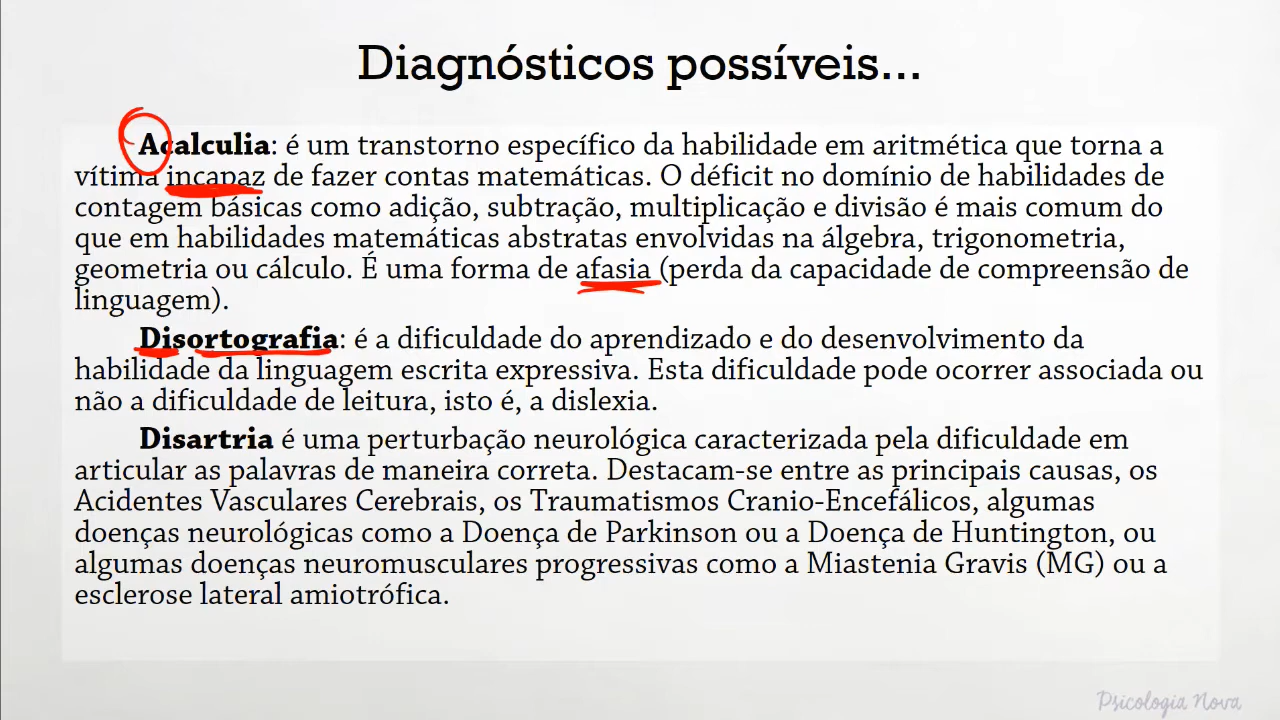 Diagnósticos possíveis...
Acalculia: é um transtorno específico da habilidade em aritmética que torna a
vítima incapaz de fazer contas matemáticas. O déficit no domínio de habilidades de
contagem básicas como adição, subtração, multiplicação e divisão é mais comum do
que em habilidades matemáticas abstratas envolvidas na álgebra, trigonometria,
geometria ou cálculo. É uma forma de afasia (perda da capacidade de compreensão de
linguagem).
Disortografia: é a dificuldade do aprendizado e do desenvolvimento da
habilidade da linguagem escrita expressiva. Esta dificuldade pode ocorrer associada ou
não a dificuldade de leitura, isto é, a dislexia.
Disartria é uma perturbação neurológica caracterizada pela dificuldade em
articular as palavras de maneira correta. Destacam-se entre as principais causas, os
Acidentes Vasculares Cerebrais, os Traumatismos Cranio-Encefálicos, algumas
doenças neurológicas como a Doença de Parkinson ou a Doença de Huntington, ou
algumas doenças neuromusculares progressivas como a Miastenia Gravis (MG) ou a
esclerose lateral amiotrófica.
Psicologia Nova